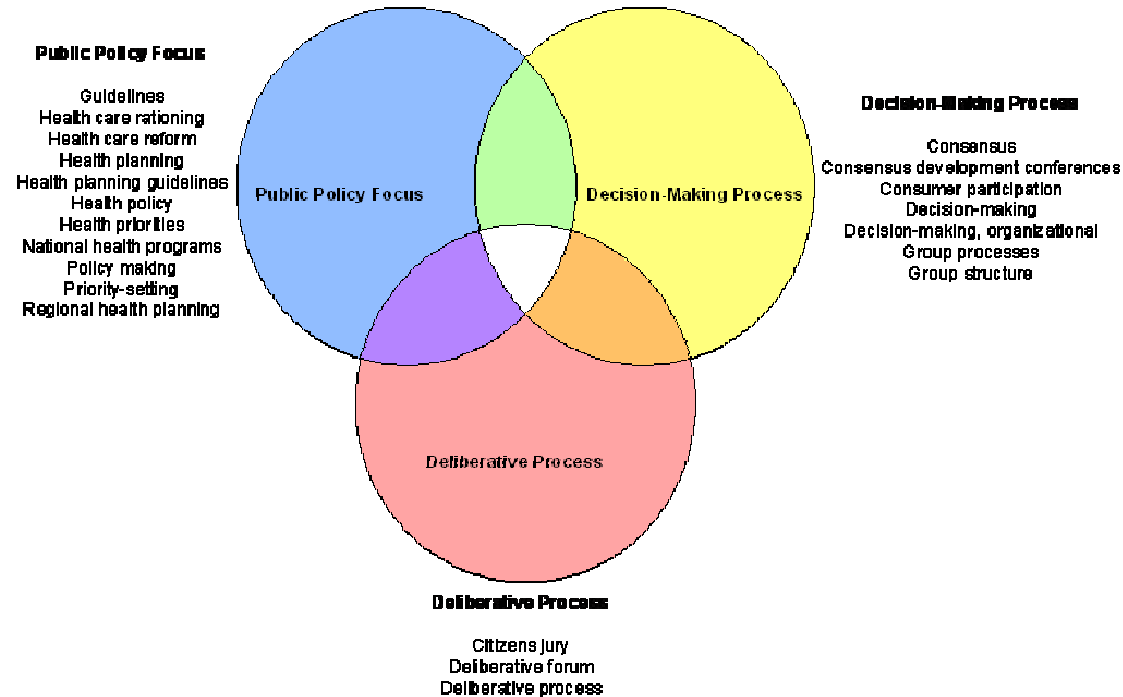 Public Policy Focus
Guidelines
Health care rationing
Health care reform
Health planning
Health planning guidelines
Health policy
Health priorities
National health programs
Policy making
Priority-setting
Regional health planning
Public Policy Focus
Decision-Making Process
Decision-Making Process
Consensus
Consensus development conferences
Consumer participation
Decision-making
Decision-making, organizational
Group processes
Group structure
Deliberative Process
Deliberative Process
Citizens jury
Deliberative forum
Deliberative process